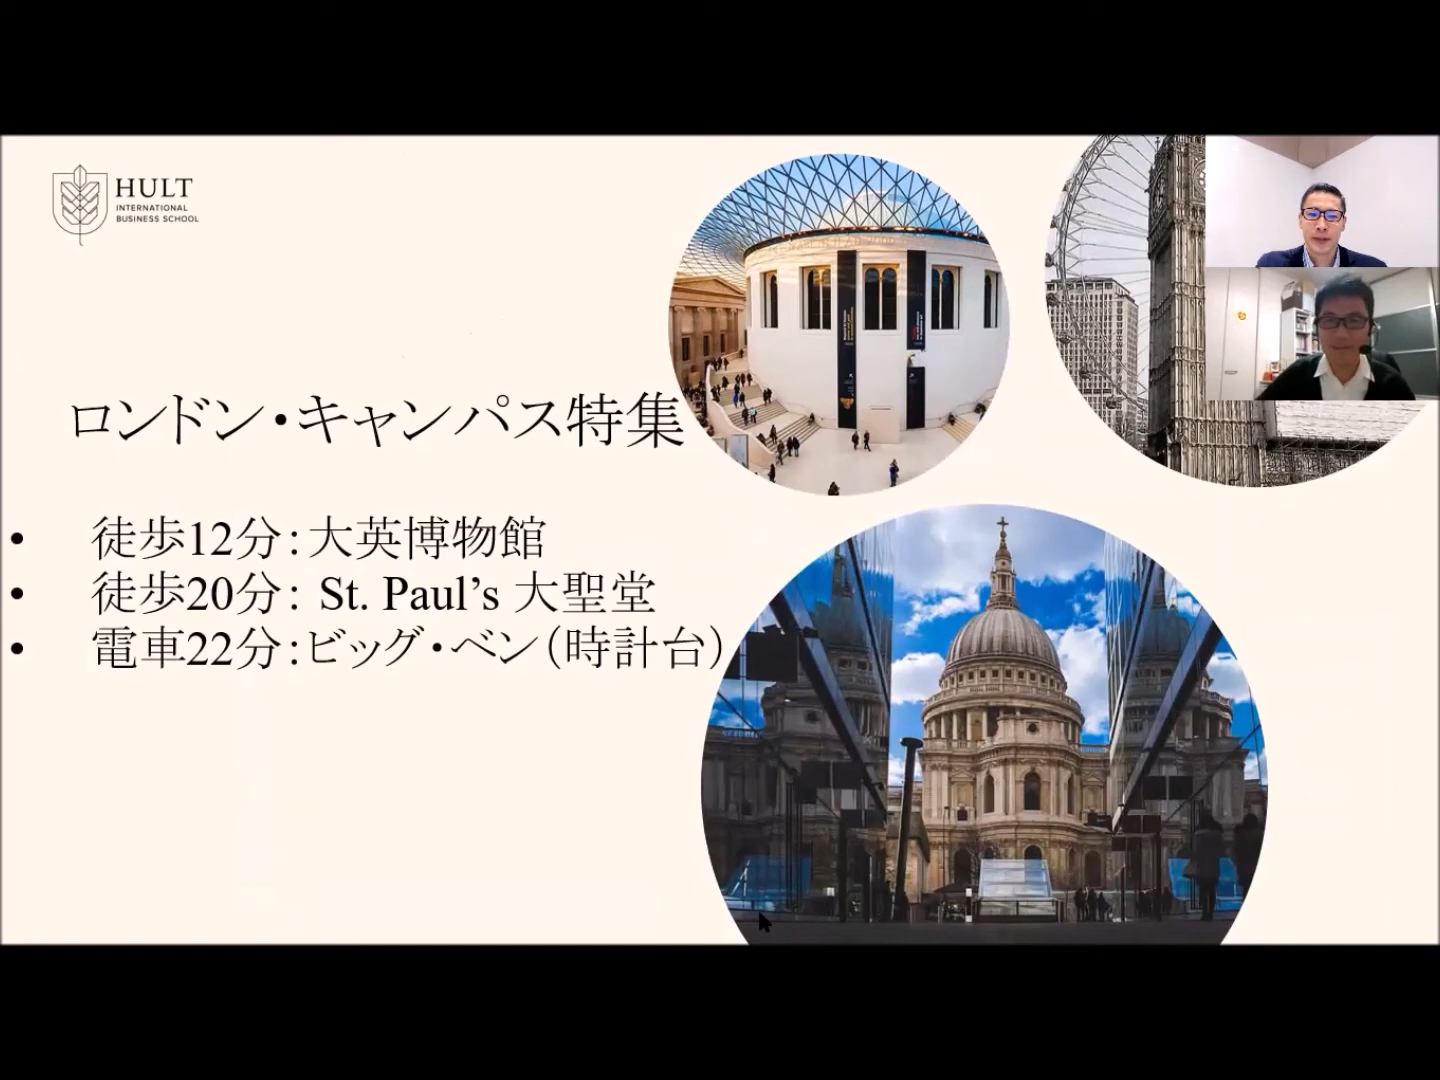 HULT
INTERNATIONAL
BUSINESS SCHOOL
ロンドン・キャンパス特集
• 徒歩12分：大英博物館
• 徒歩20分： St. Paul’s 大聖堂
• 電車22分：ビッグ・ベン（時計台）